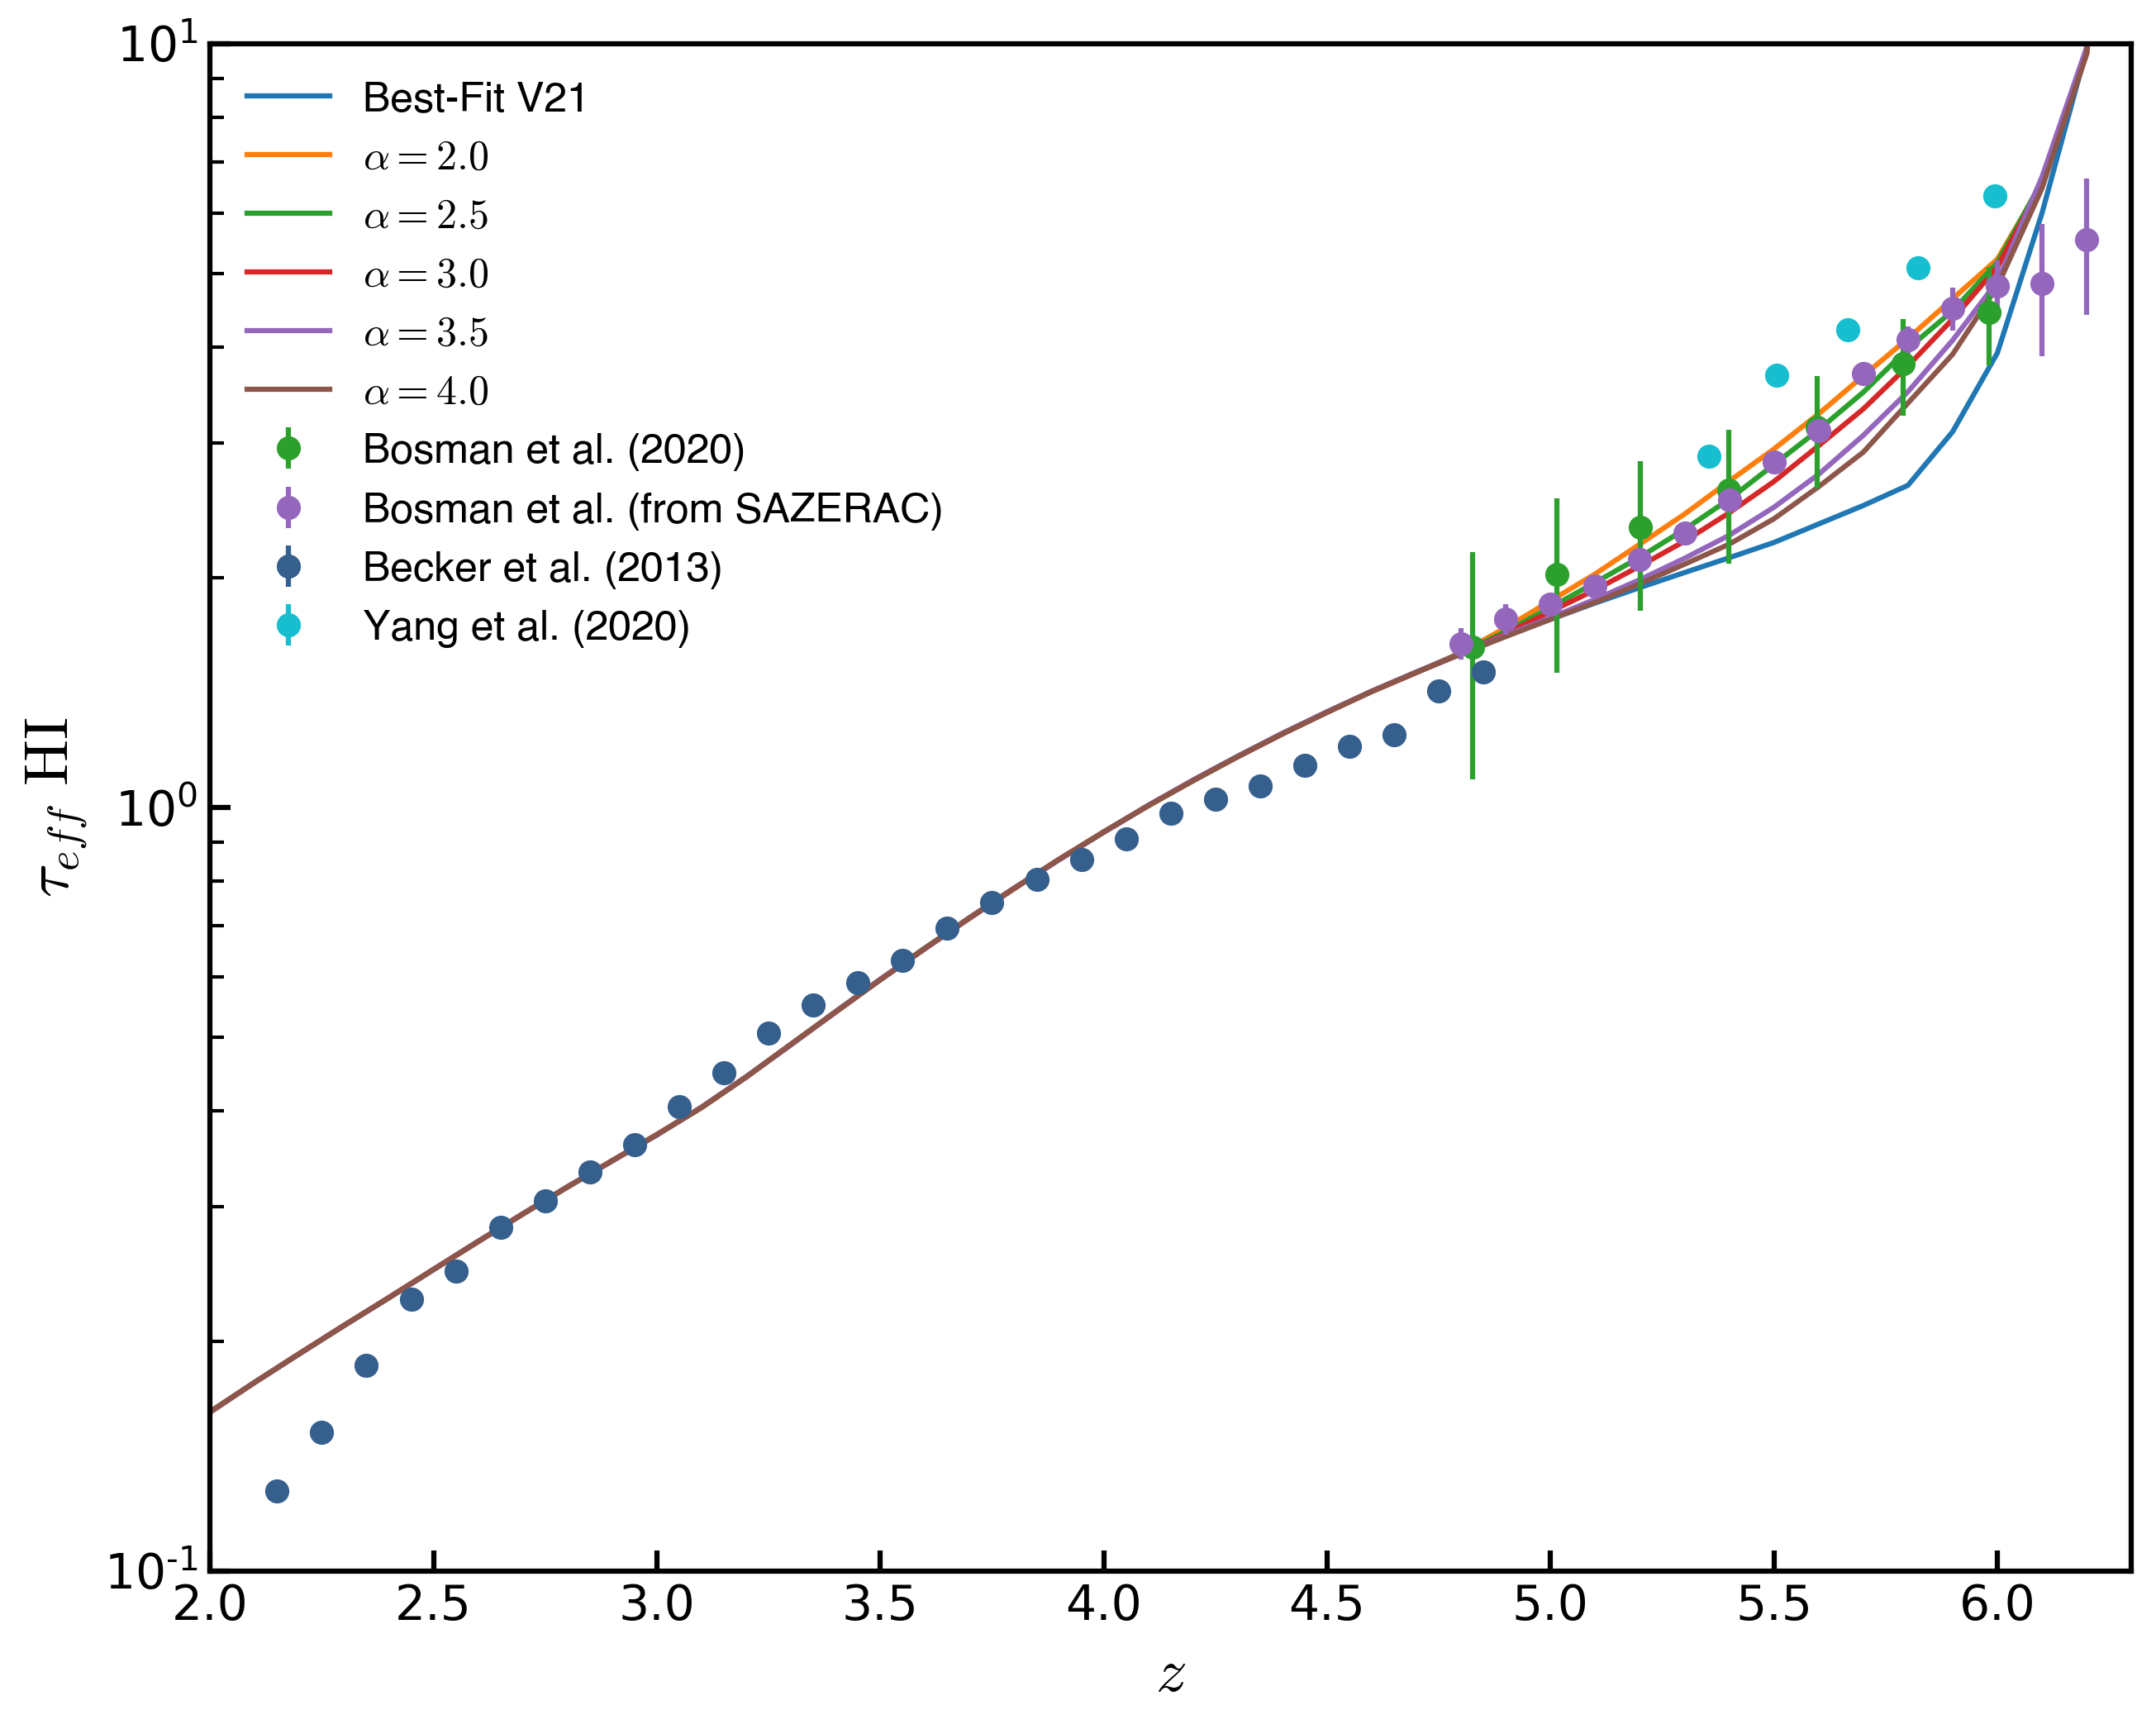 10^1
10^0
10^-1
τ_eff HI
Best-Fit V21
α = 2.0
α = 2.5
α = 3.0
α = 3.5
α = 4.0
Bosman et al. (2020)
Bosman et al. (from SAZERAC)
Becker et al. (2013)
Yang et al. (2020)
2.0 2.5 3.0 3.5 4.0 4.5 5.0 5.5 6.0
z